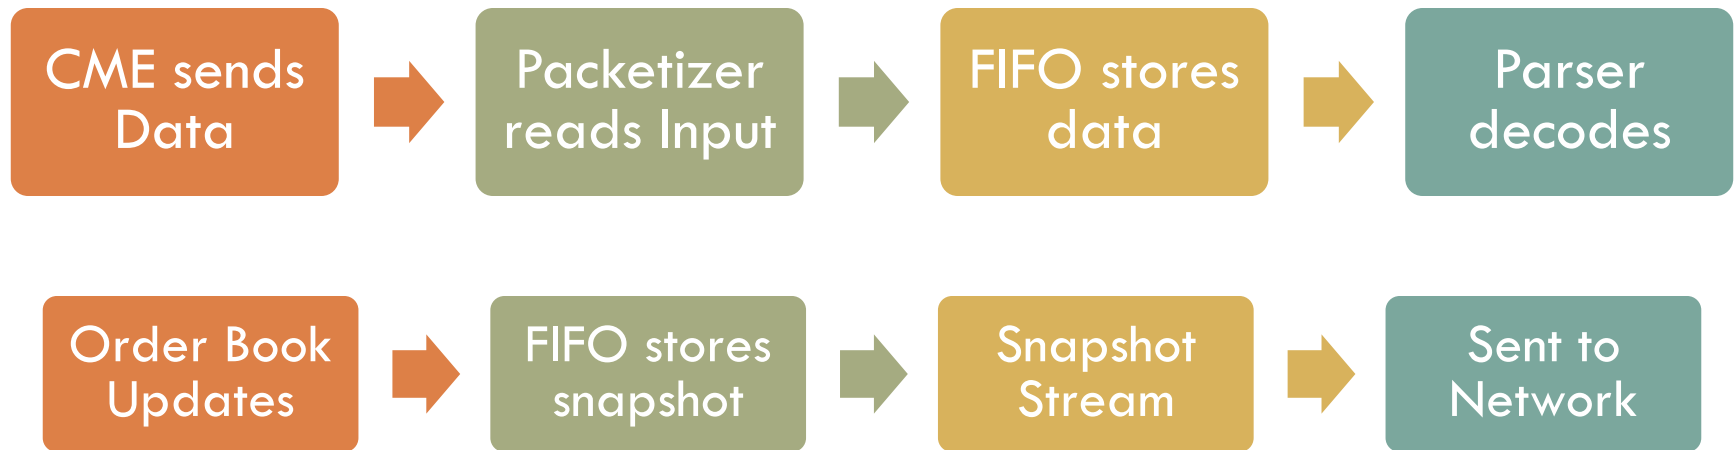 CME sends
Data
Packetizer
reads Input
FIFO stores
data
Parser
decodes
Order Book
Updates
FIFO stores
snapshot
Snapshot
Stream
Sent to
Network